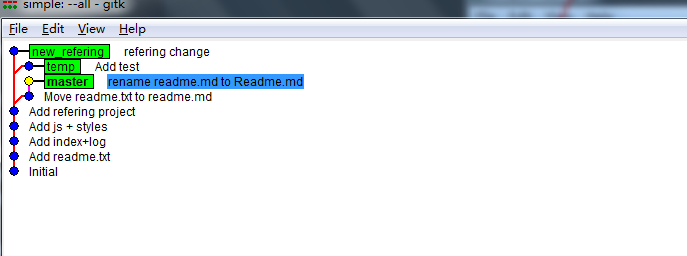 simple: --all - gitk
File Edit View Help
new_refering refering change
temp Add test
master rename readme.md to Readme.md
Move readme.txt to readme.md
Add refering project
Add js + styles
Add index+log
Add readme.txt
Initial